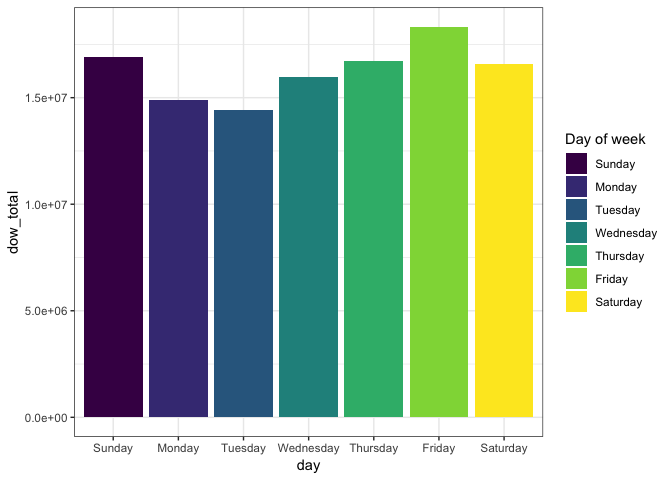 dow_total
1.5e+07
1.0e+07
5.0e+06
0.0e+00
Sunday Monday Tuesday Wednesday Thursday Friday Saturday
day
Day of week
Sunday
Monday
Tuesday
Wednesday
Thursday
Friday
Saturday